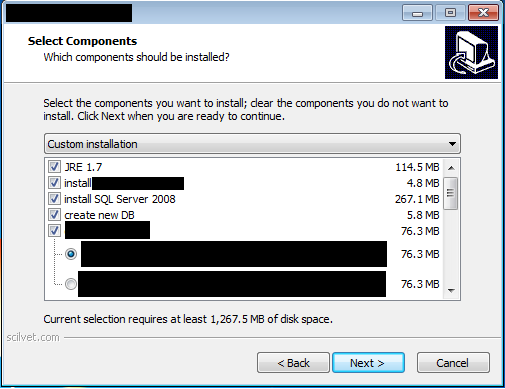 Select Components
Which components should be installed?
Select the components you want to install; clear the components you do not want to
install. Click Next when you are ready to continue.
Custom installation
JRE 1.7 114.5 MB
install 4.8 MB
install SQL Server 2008 267.1 MB
create new DB 5.8 MB
76.3 MB
76.3 MB
76.3 MB
Current selection requires at least 1,267.5 MB of disk space.
scilvet.com
< Back Next > Cancel